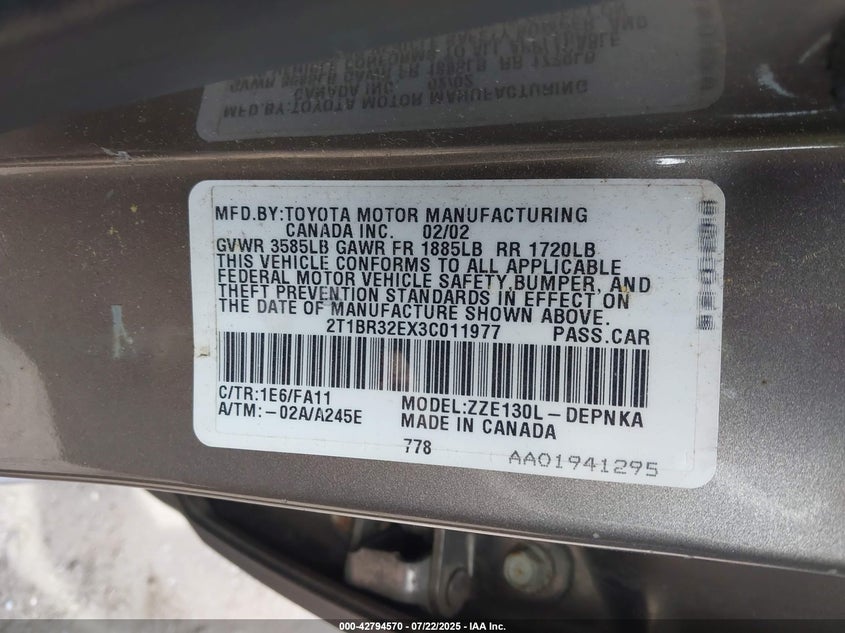 MFD.BY:TOYOTA MOTOR MANUFACTURING
CANADA INC. 02/02
GVWR 3585LB GAWR FR 1885LB RR 1720LB
THIS VEHICLE CONFORMS TO ALL APPLICABLE
FEDERAL MOTOR VEHICLE SAFETY,BUMPER, AND
THEFT PREVENTION STANDARDS IN EFFECT ON
THE DATE OF MANUFACTURE SHOWN ABOVE.
2T1BR32EX3C011977 PASS.CAR
C/TR:1E6/FA11
A/TM:-02A/A245E
MODEL:ZZE130L-DEPNKA
MADE IN CANADA
778
AA01941295
000-42794570 - 07/22/2025 - IAA Inc.